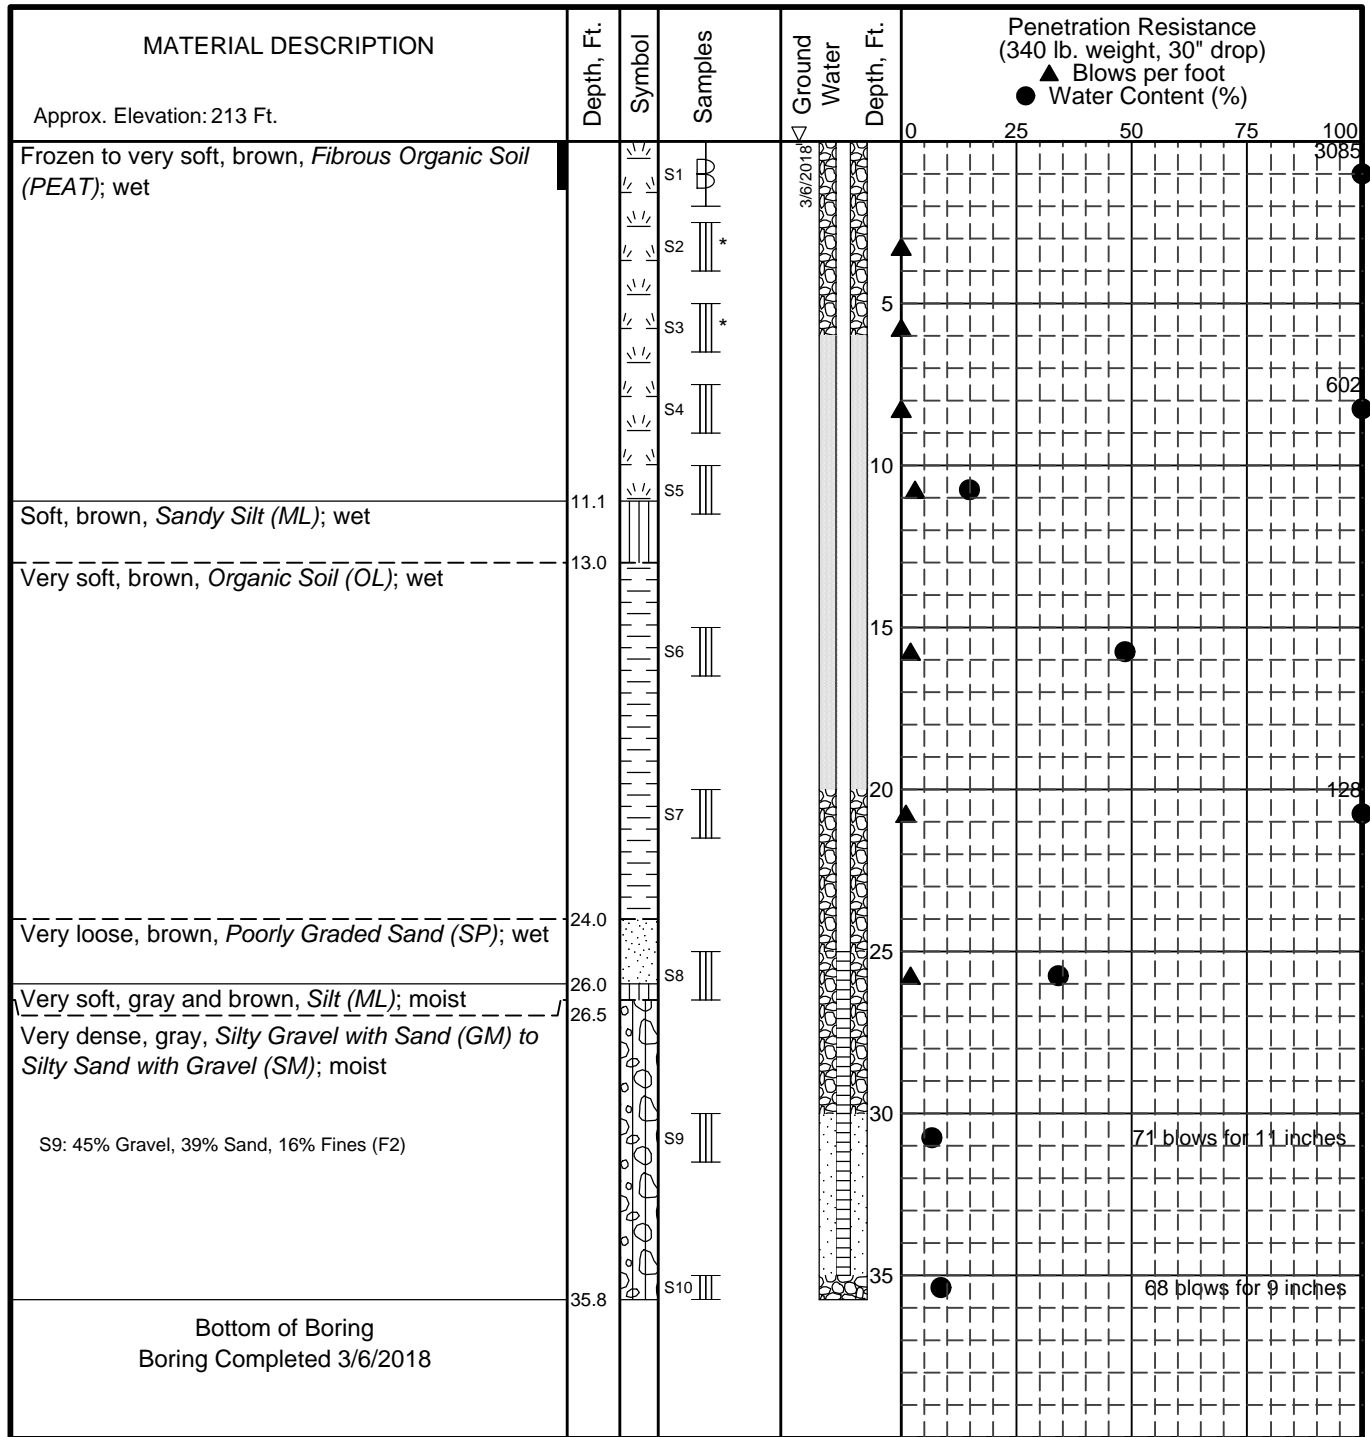 MATERIAL DESCRIPTION
Approx. Elevation: 213 Ft.
Depth, Ft.
Symbol
Samples
Ground
Water
Depth, Ft.
Penetration Resistance
(340 lb. weight, 30" drop)
▲ Blows per foot
● Water Content (%)
0 25 50 75 100
Frozen to very soft, brown, Fibrous Organic Soil
(PEAT); wet
S1
3/6/2018
3085
S2 *
5
S3 *
602
S4
10
S5
11.1
Soft, brown, Sandy Silt (ML); wet
13.0
Very soft, brown, Organic Soil (OL); wet
15
S6
20
128
S7
24.0
Very loose, brown, Poorly Graded Sand (SP); wet
25
S8
26.0
Very soft, gray and brown, Silt (ML); moist
26.5
Very dense, gray, Silty Gravel with Sand (GM) to
Silty Sand with Gravel (SM); moist
30
S9: 45% Gravel, 39% Sand, 16% Fines (F2)
S9
71 blows for 11 inches
35
S10
68 blows for 9 inches
35.8
Bottom of Boring
Boring Completed 3/6/2018